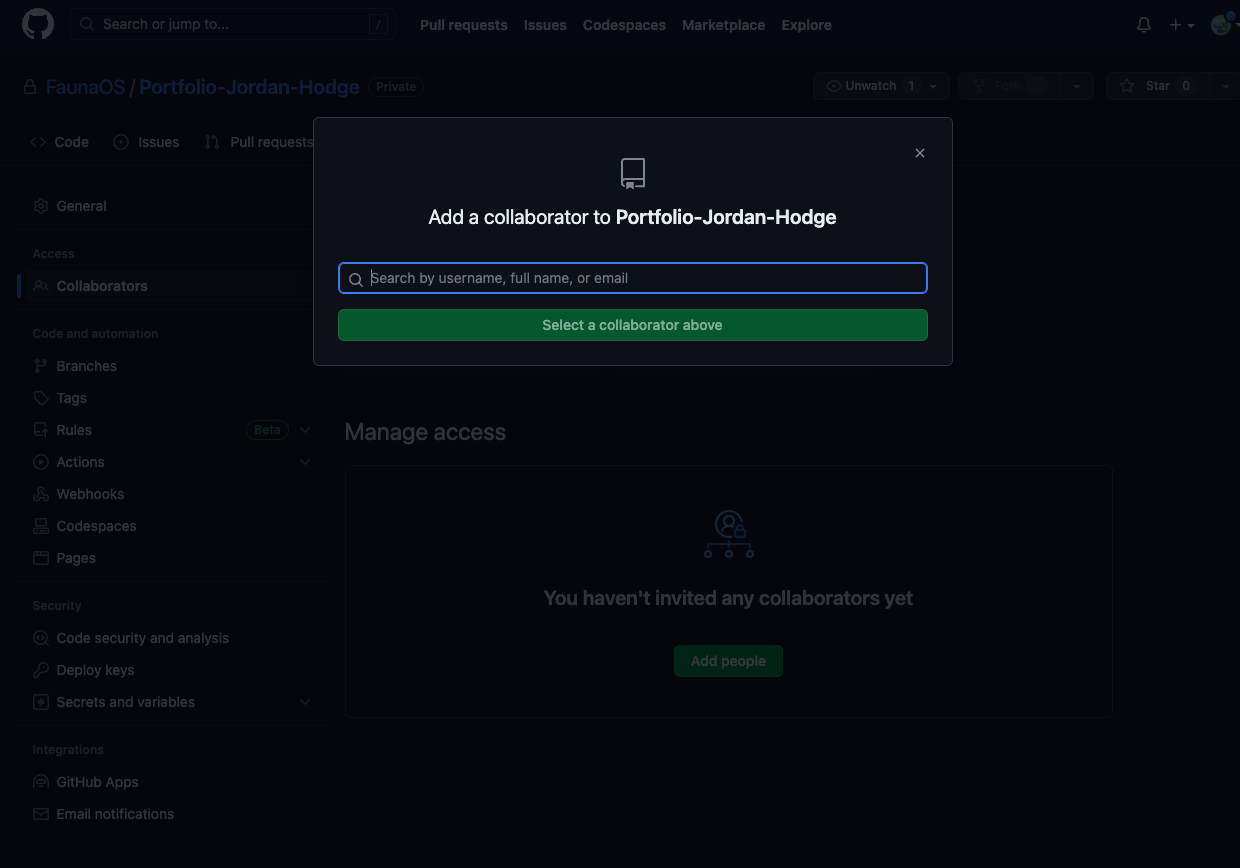 Search or jump to... /
Pull requests Issues Codespaces Marketplace Explore
FaunaOS / Portfolio-Jordan-Hodge Private
Unwatch 1
Fork 0
Star 0
Code Issues Pull requests
Add a collaborator to Portfolio-Jordan-Hodge
Search by username, full name, or email
Select a collaborator above
General
Access
Collaborators
Code and automation
Branches
Tags
Rules Beta
Actions
Webhooks
Codespaces
Pages
Security
Code security and analysis
Deploy keys
Secrets and variables
Integrations
GitHub Apps
Email notifications
Manage access
You haven't invited any collaborators yet
Add people